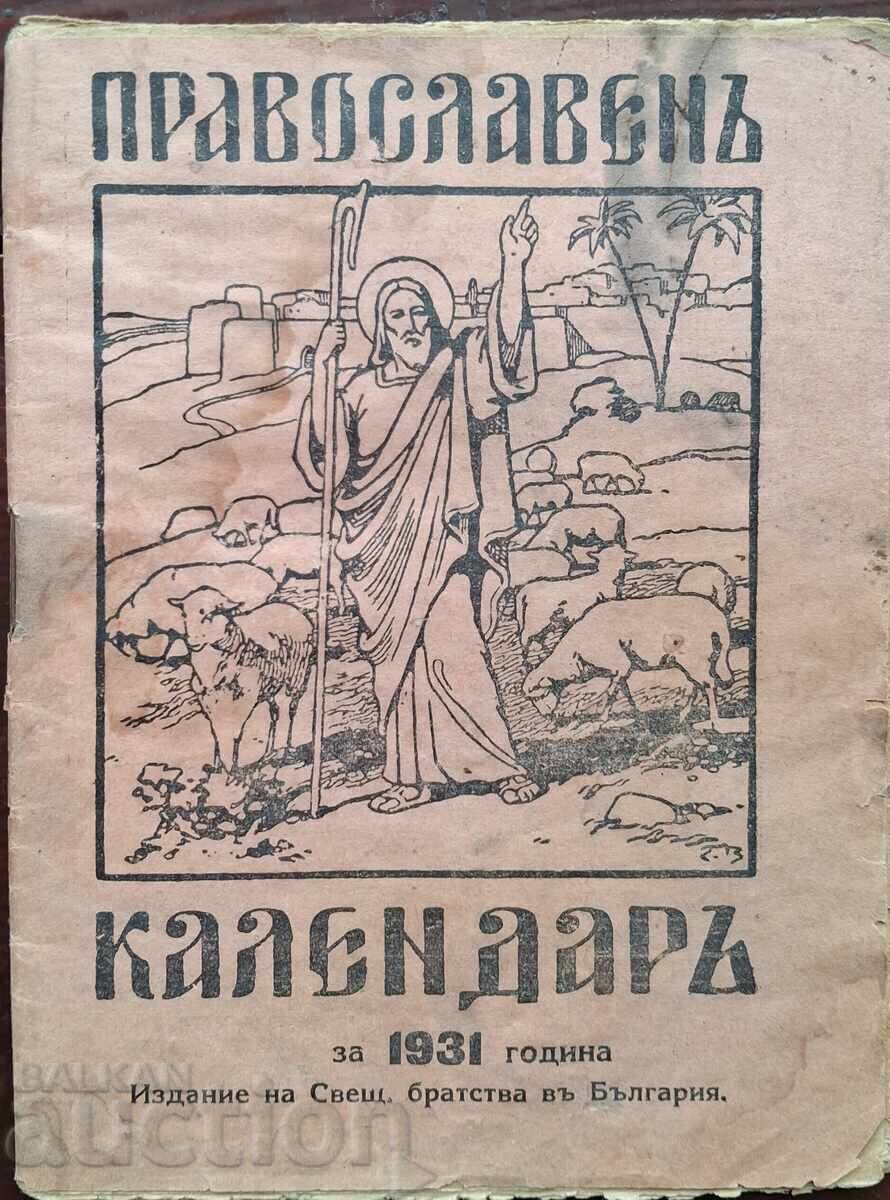 ПРАВОСЛАВЕНЪ
КАЛЕНДАРЪ
за 1931 година
Издание на Свещ. братства въ България.
BALKAN
auction